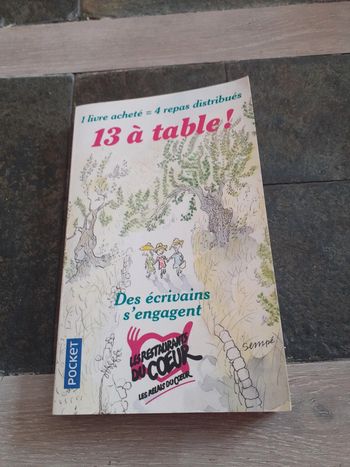 1 livre acheté = 4 repas distribués
13 à table !
Des écrivains
s'engagent
LES RESTAURANTS
DU CŒUR
LES RELAIS DU CŒUR
Sempé
POCKET